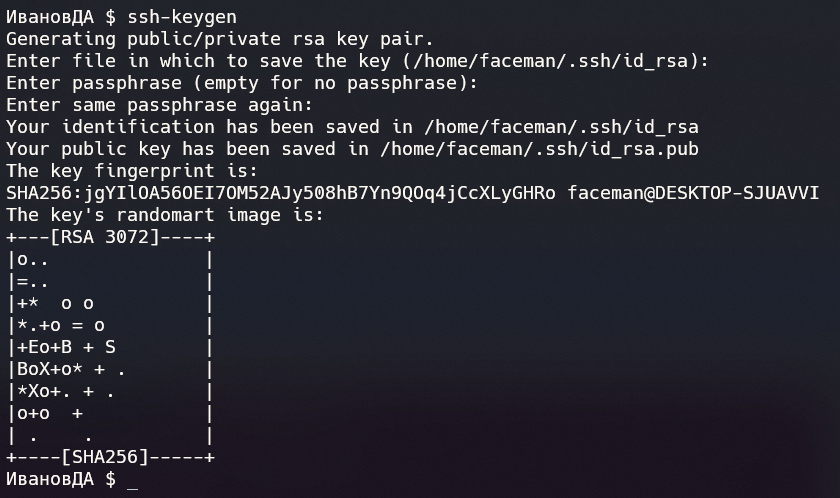 ИвановДА $ ssh-keygen
Generating public/private rsa key pair.
Enter file in which to save the key (/home/faceman/.ssh/id_rsa):
Enter passphrase (empty for no passphrase):
Enter same passphrase again:
Your identification has been saved in /home/faceman/.ssh/id_rsa
Your public key has been saved in /home/faceman/.ssh/id_rsa.pub
The key fingerprint is:
SHA256:jgYIlOA56OEI7OM52AJy508hB7Yn9QOq4jCcXLyGHRo faceman@DESKTOP-SJUAVVI
The key's randomart image is:
+---[RSA 3072]----+
|o..              |
|=..              |
|+*  o o          |
|*.+o = o         |
|+Eo+B + S        |
|BoX+o* + .       |
|*Xo+. + .        |
|o+o  +           |
| .    .          |
+----[SHA256]-----+
ИвановДА $ _